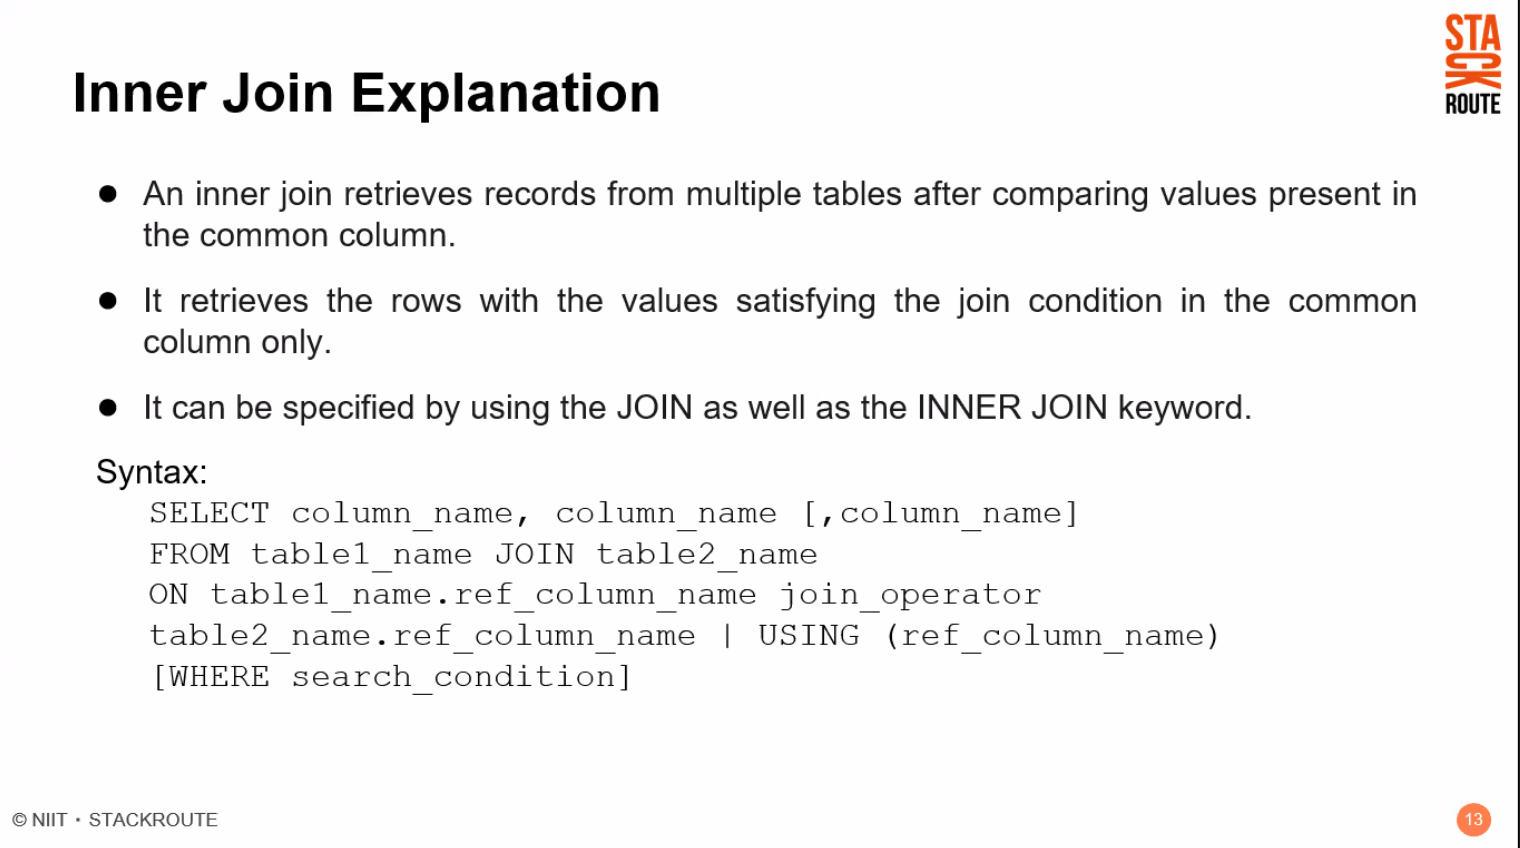 STA
CK
ROUTE
Inner Join Explanation
● An inner join retrieves records from multiple tables after comparing values present in
the common column.
● It retrieves the rows with the values satisfying the join condition in the common
column only.
● It can be specified by using the JOIN as well as the INNER JOIN keyword.
Syntax:
SELECT column_name, column_name [,column_name]
FROM table1_name JOIN table2_name
ON table1_name.ref_column_name join_operator
table2_name.ref_column_name | USING (ref_column_name)
[WHERE search_condition]
© NIIT • STACKROUTE
13